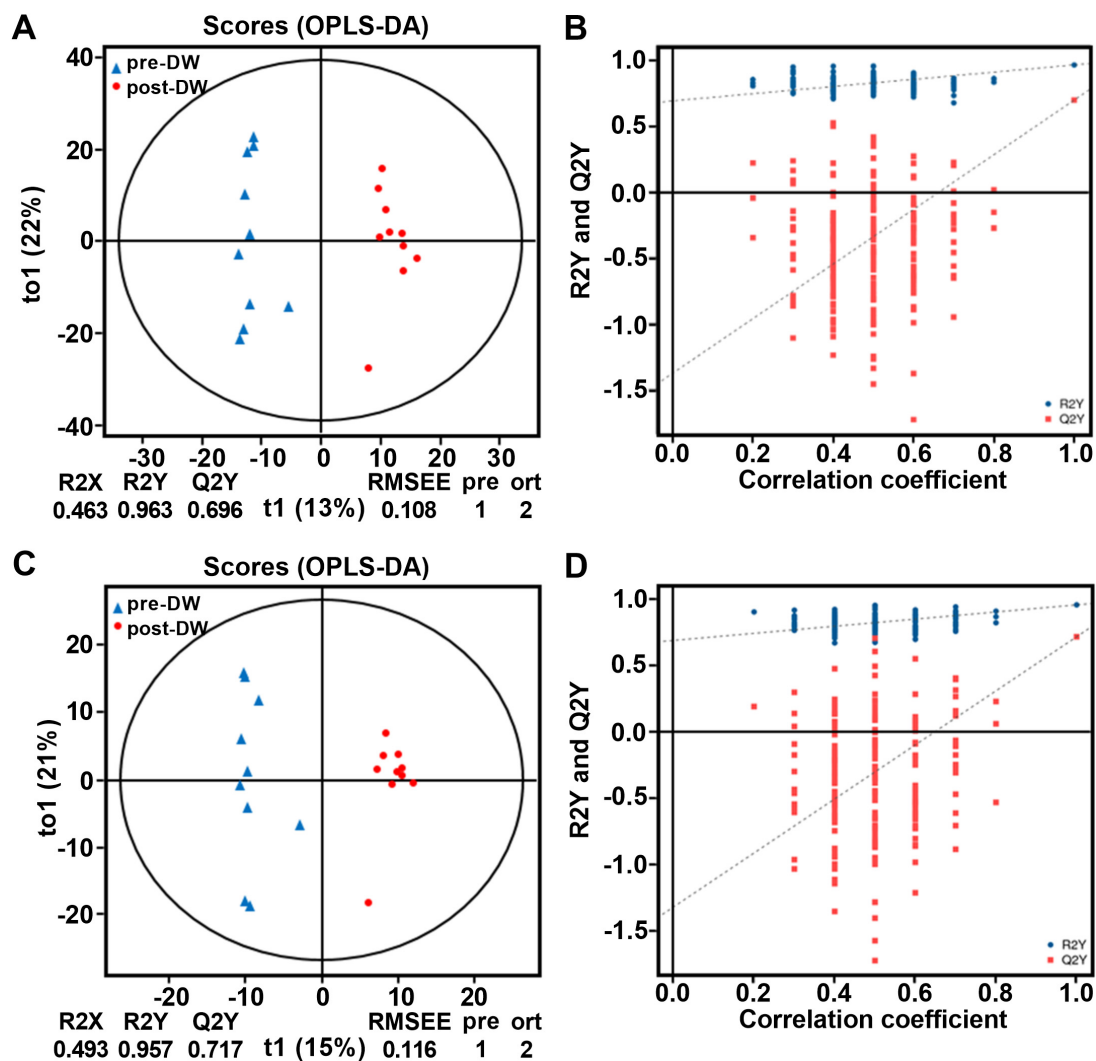 A
Scores (OPLS-DA)
pre-DW
post-DW
to1 (22%)
40
20
0
-20
-40
-30 -20 -10 0 10 20 30
R2X R2Y Q2Y RMSEE pre ort
0.463 0.963 0.696 t1 (13%) 0.108 1 2
B
R2Y and Q2Y
1.0
0.5
0.0
-0.5
-1.0
-1.5
R2Y
Q2Y
0.0 0.2 0.4 0.6 0.8 1.0
Correlation coefficient
C
Scores (OPLS-DA)
pre-DW
post-DW
to1 (21%)
20
10
0
-10
-20
-20 -10 0 10 20
R2X R2Y Q2Y RMSEE pre ort
0.493 0.957 0.717 t1 (15%) 0.116 1 2
D
R2Y and Q2Y
1.0
0.5
0.0
-0.5
-1.0
-1.5
R2Y
Q2Y
0.0 0.2 0.4 0.6 0.8 1.0
Correlation coefficient